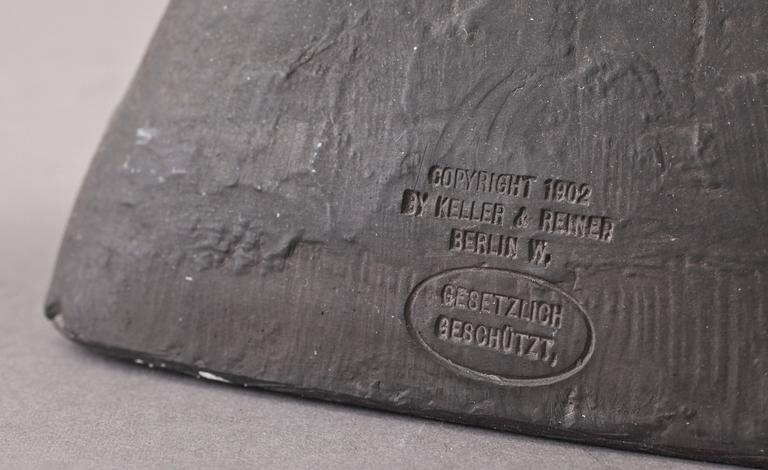 COPYRIGHT 1902
BY KELLER & REINER
BERLIN W.
GESETZLICH
GESCHÜTZT,